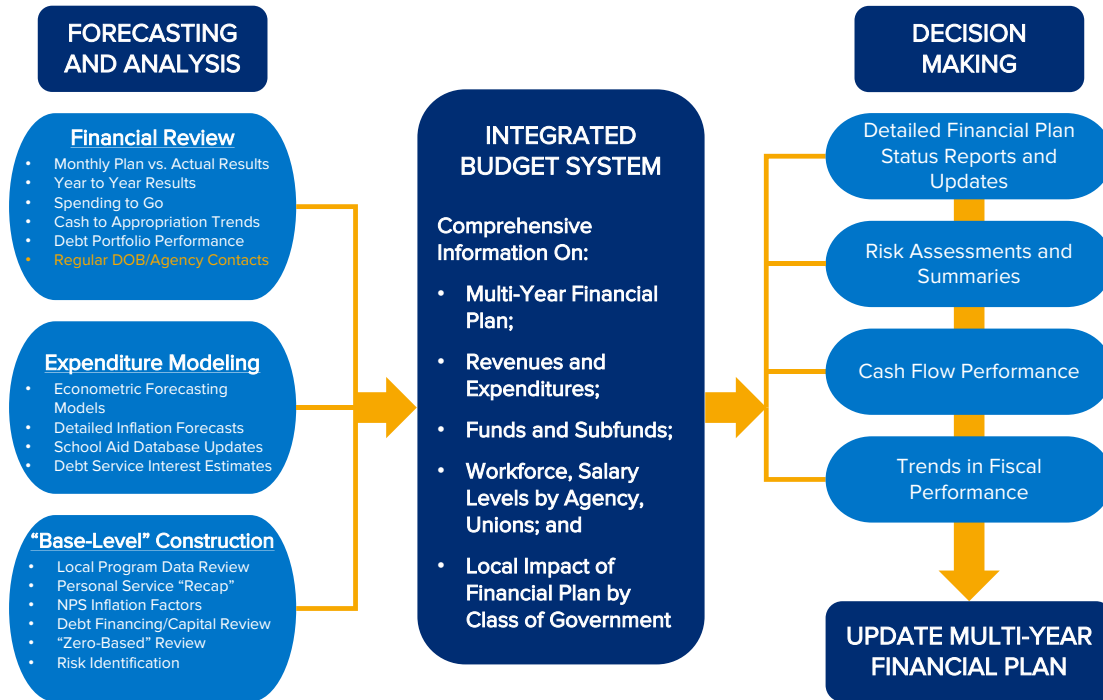 FORECASTING
AND ANALYSIS
Financial Review
• Monthly Plan vs. Actual Results
• Year to Year Results
• Spending to Go
• Cash to Appropriation Trends
• Debt Portfolio Performance
• Regular DOB/Agency Contacts
Expenditure Modeling
• Econometric Forecasting
Models
• Detailed Inflation Forecasts
• School Aid Database Updates
• Debt Service Interest Estimates
“Base-Level” Construction
• Local Program Data Review
• Personal Service “Recap”
• NPS Inflation Factors
• Debt Financing/Capital Review
• “Zero-Based” Review
• Risk Identification
INTEGRATED
BUDGET SYSTEM
Comprehensive
Information On:
• Multi-Year Financial
Plan;
• Revenues and
Expenditures;
• Funds and Subfunds;
• Workforce, Salary
Levels by Agency,
Unions; and
• Local Impact of
Financial Plan by
Class of Government
DECISION
MAKING
Detailed Financial Plan
Status Reports and
Updates
Risk Assessments and
Summaries
Cash Flow Performance
Trends in Fiscal
Performance
UPDATE MULTI-YEAR
FINANCIAL PLAN